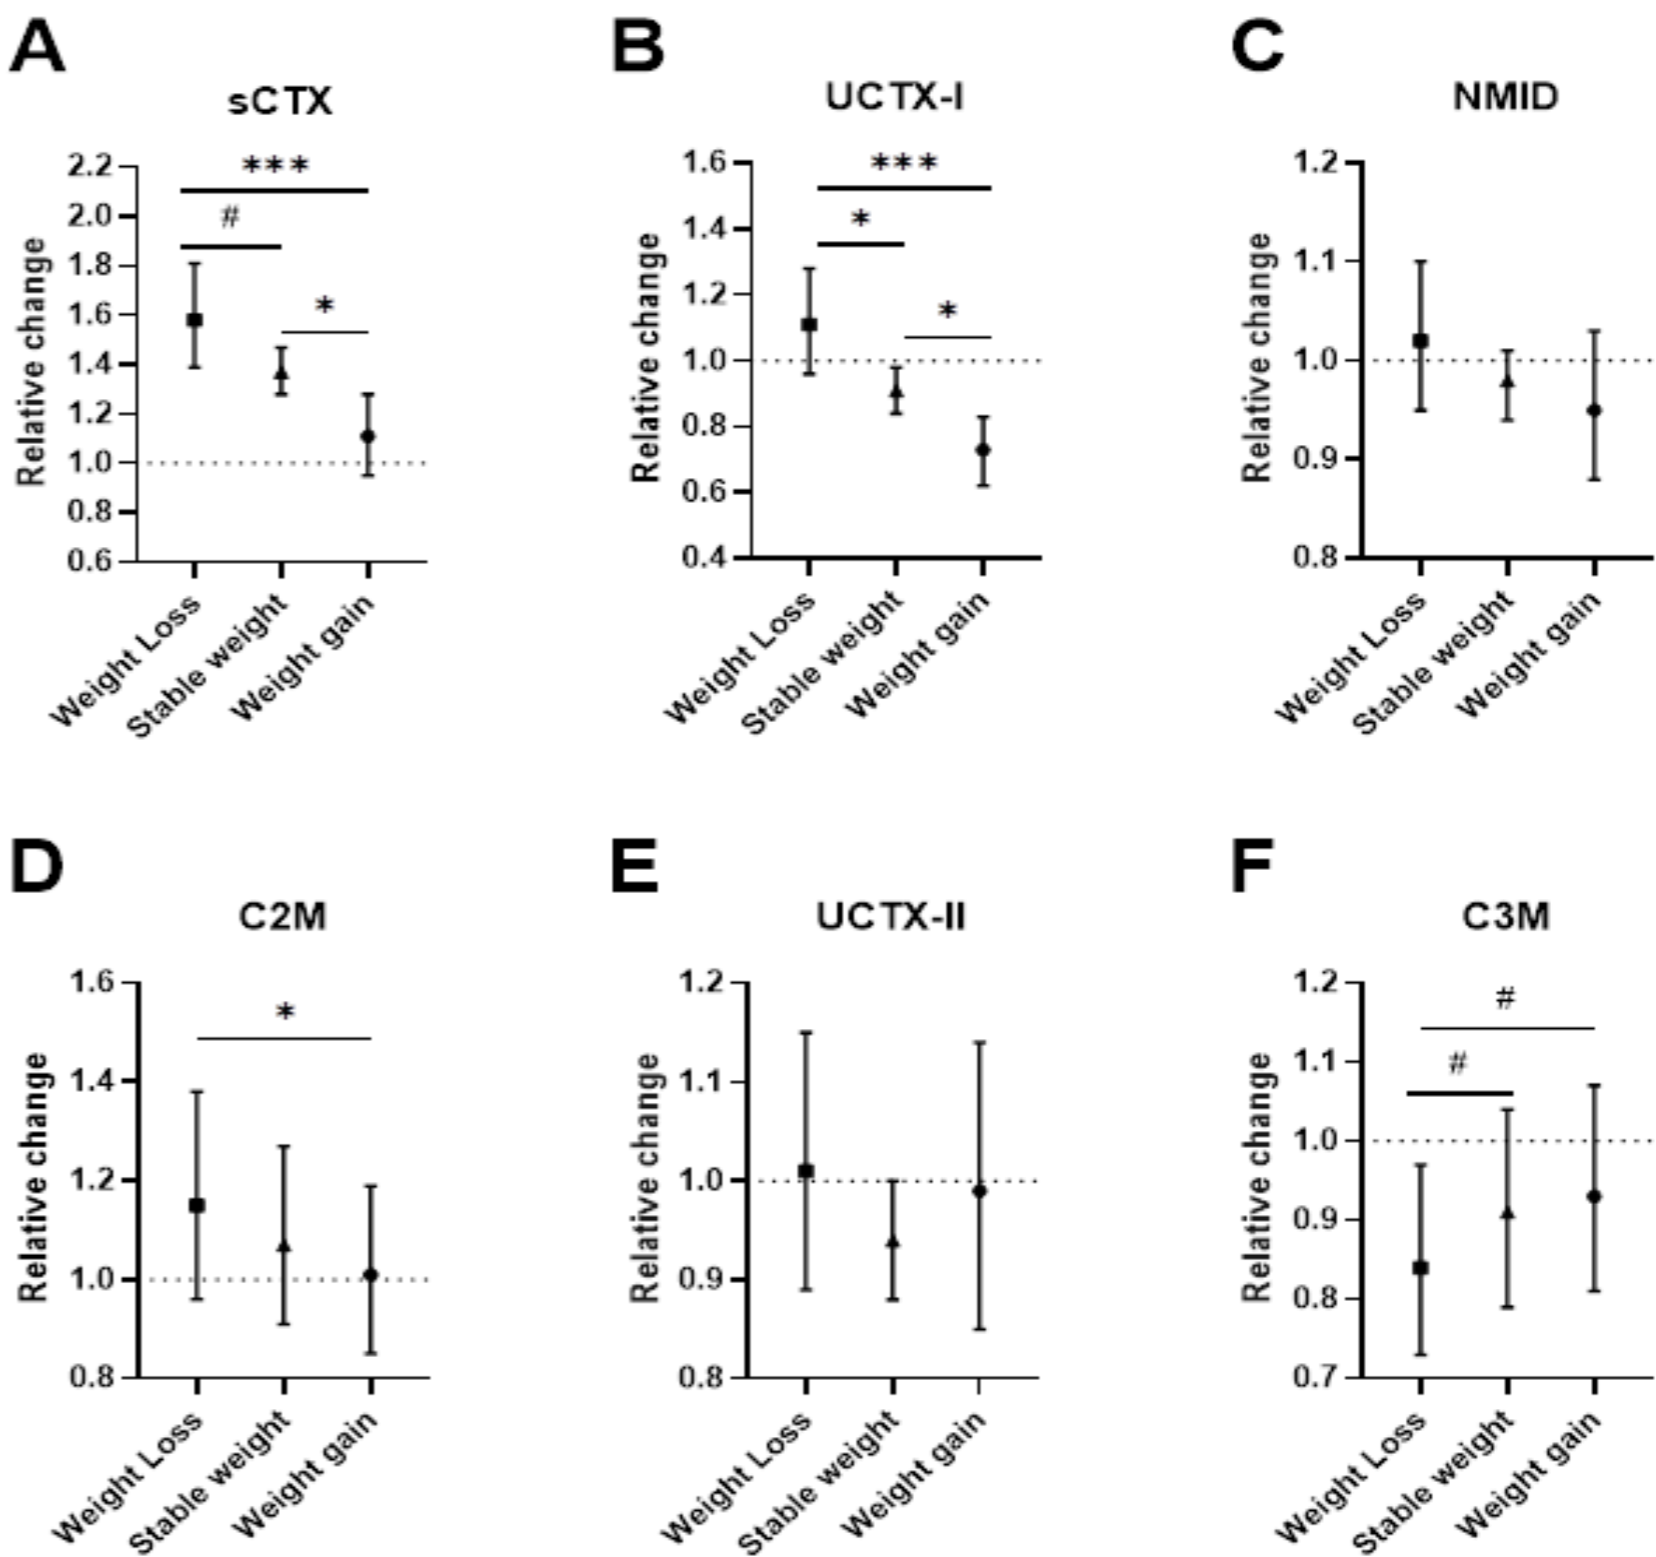 A
sCTX
Relative change
2.2
2.0
1.8
1.6
1.4
1.2
1.0
0.8
0.6
***
#
*
Weight Loss
Stable weight
Weight gain
B
UCTX-I
Relative change
1.6
1.4
1.2
1.0
0.8
0.6
0.4
***
*
*
Weight Loss
Stable weight
Weight gain
C
NMID
Relative change
1.2
1.1
1.0
0.9
0.8
Weight Loss
Stable weight
Weight gain
D
C2M
Relative change
1.6
1.4
1.2
1.0
0.8
*
Weight Loss
Stable weight
Weight gain
E
UCTX-II
Relative change
1.2
1.1
1.0
0.9
0.8
Weight Loss
Stable weight
Weight gain
F
C3M
Relative change
1.2
1.1
1.0
0.9
0.8
0.7
#
#
Weight Loss
Stable weight
Weight gain